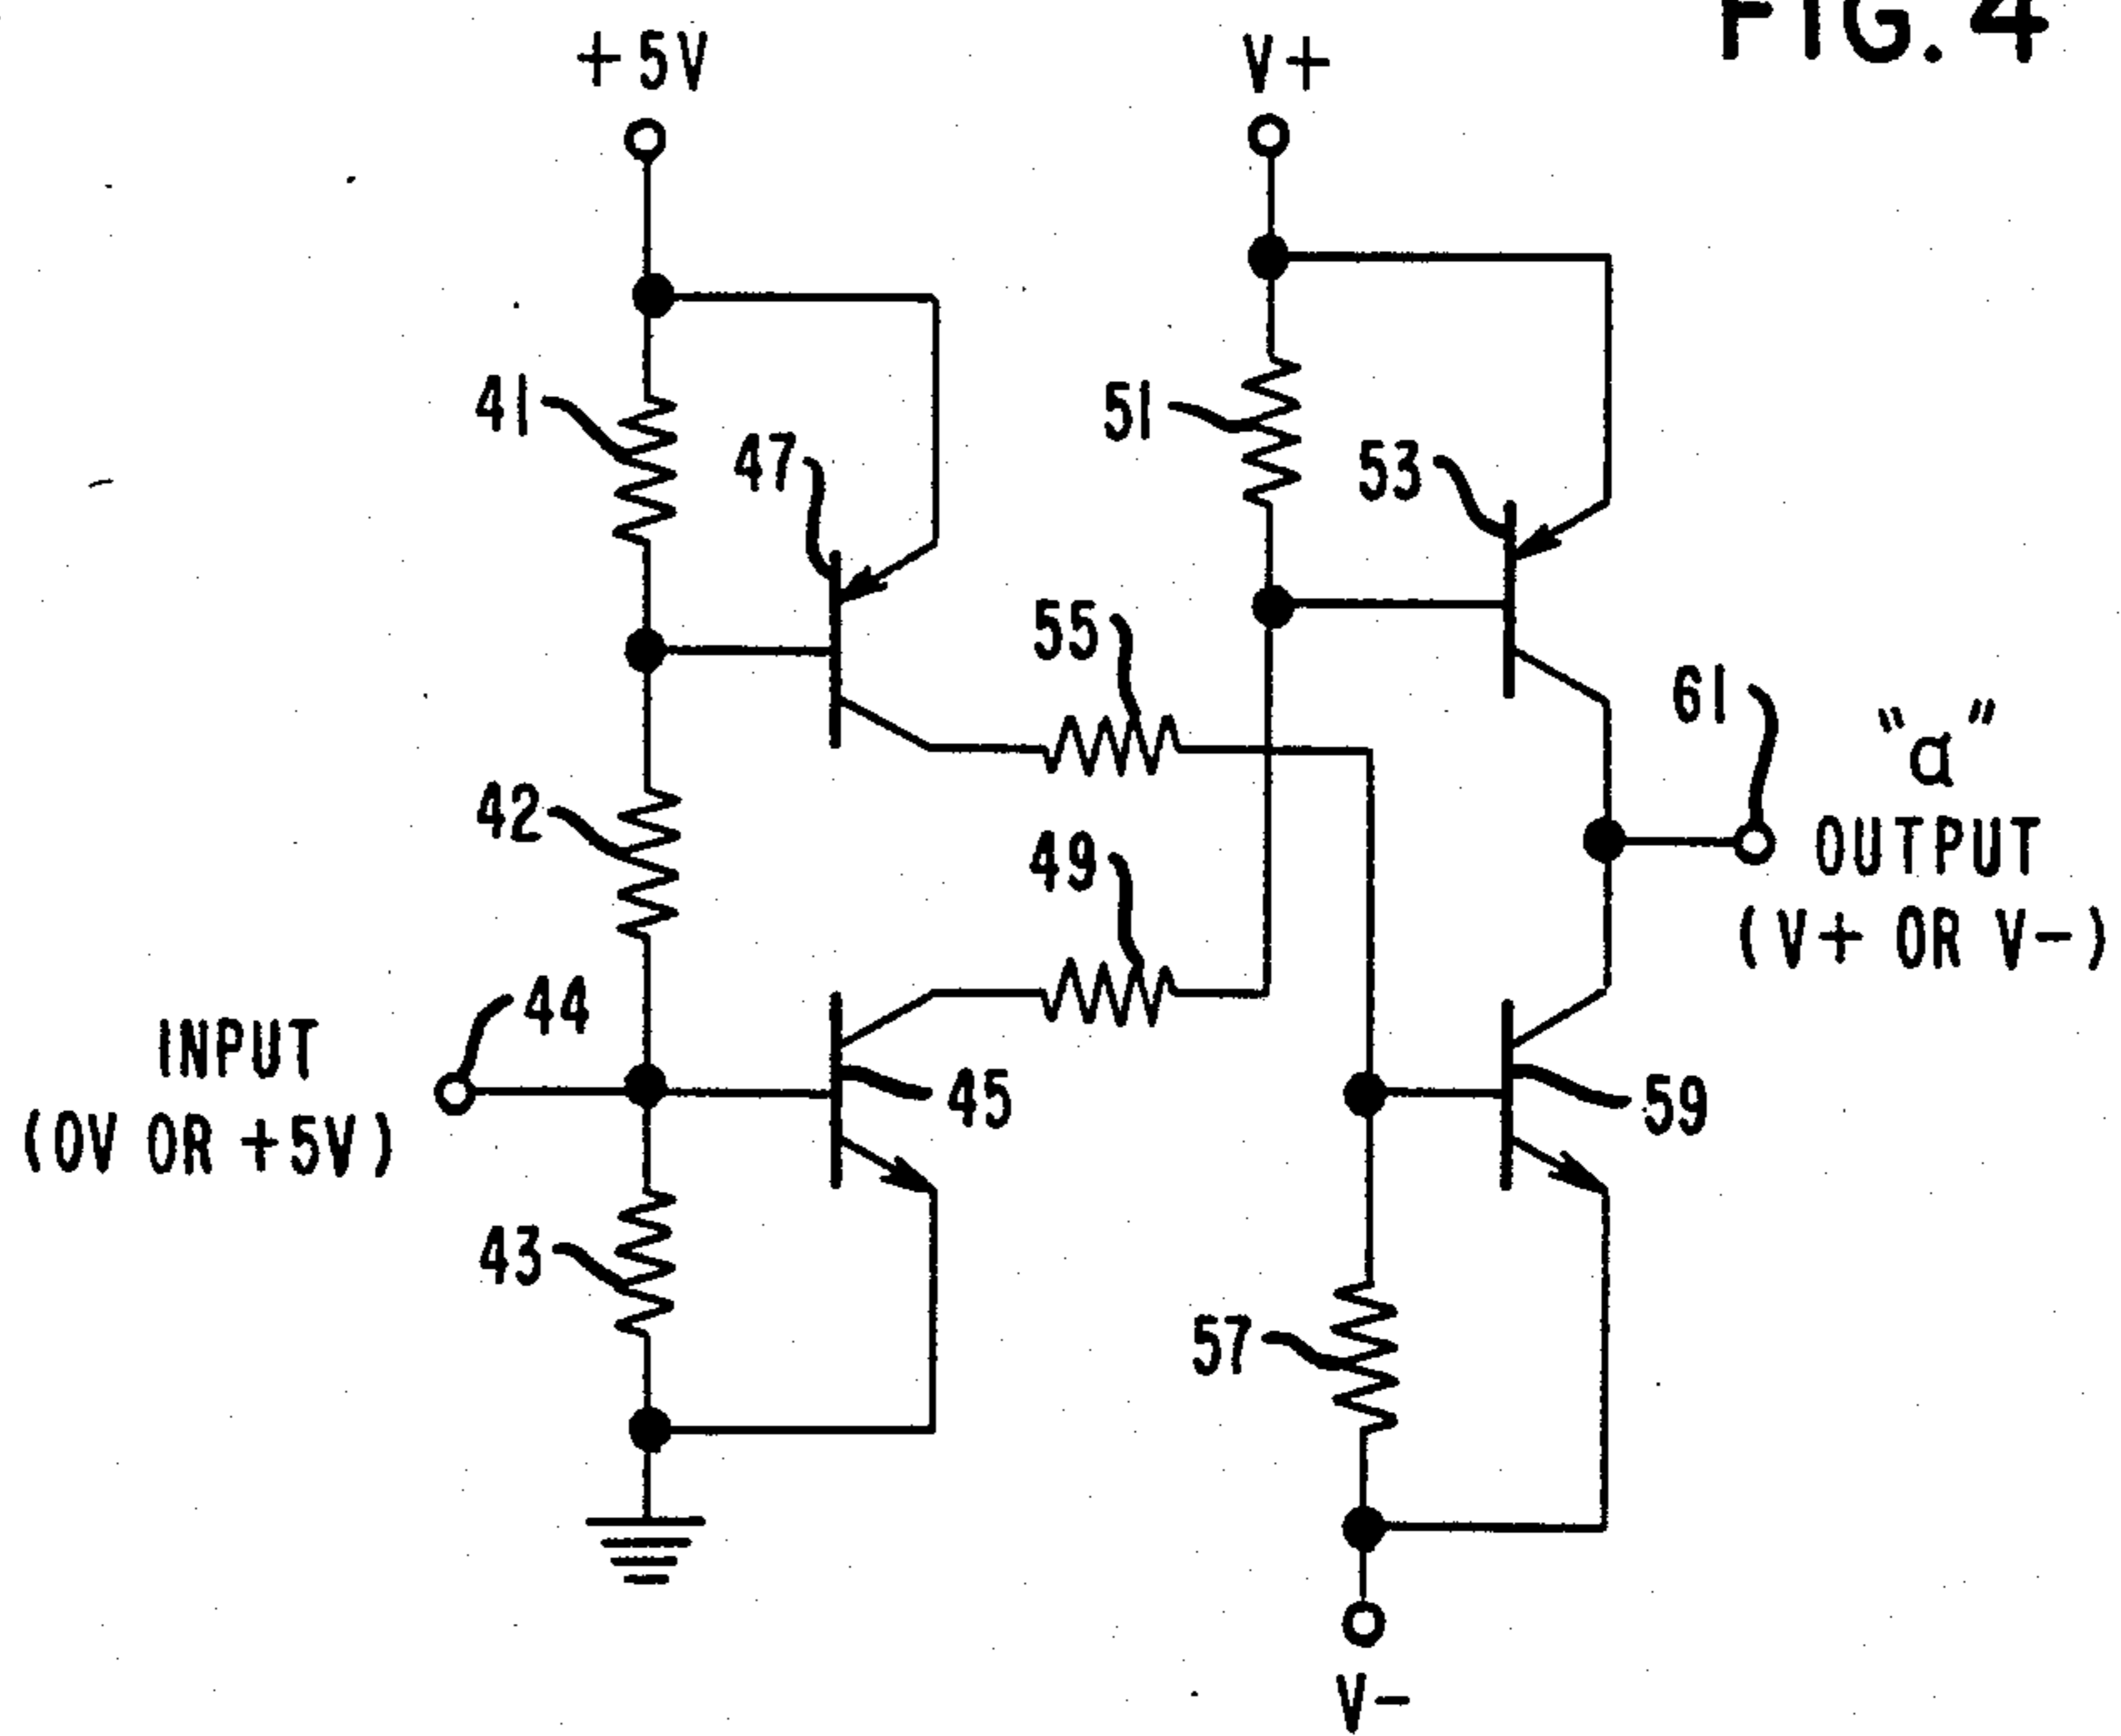 FIG. 4
+5V
V+
41
47
51
53
55
61
"a"
42
49
OUTPUT
(V+ OR V-)
44
INPUT
(0V OR +5V)
45
59
43
57
V-